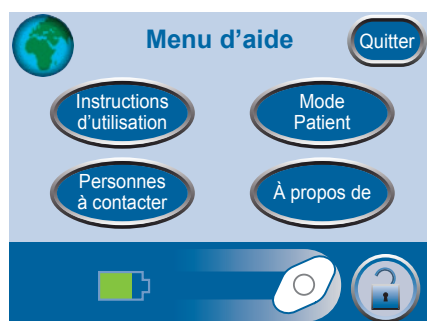 Menu d'aide
Quitter
Instructions
d'utilisation
Mode
Patient
Personnes
à contacter
À propos de